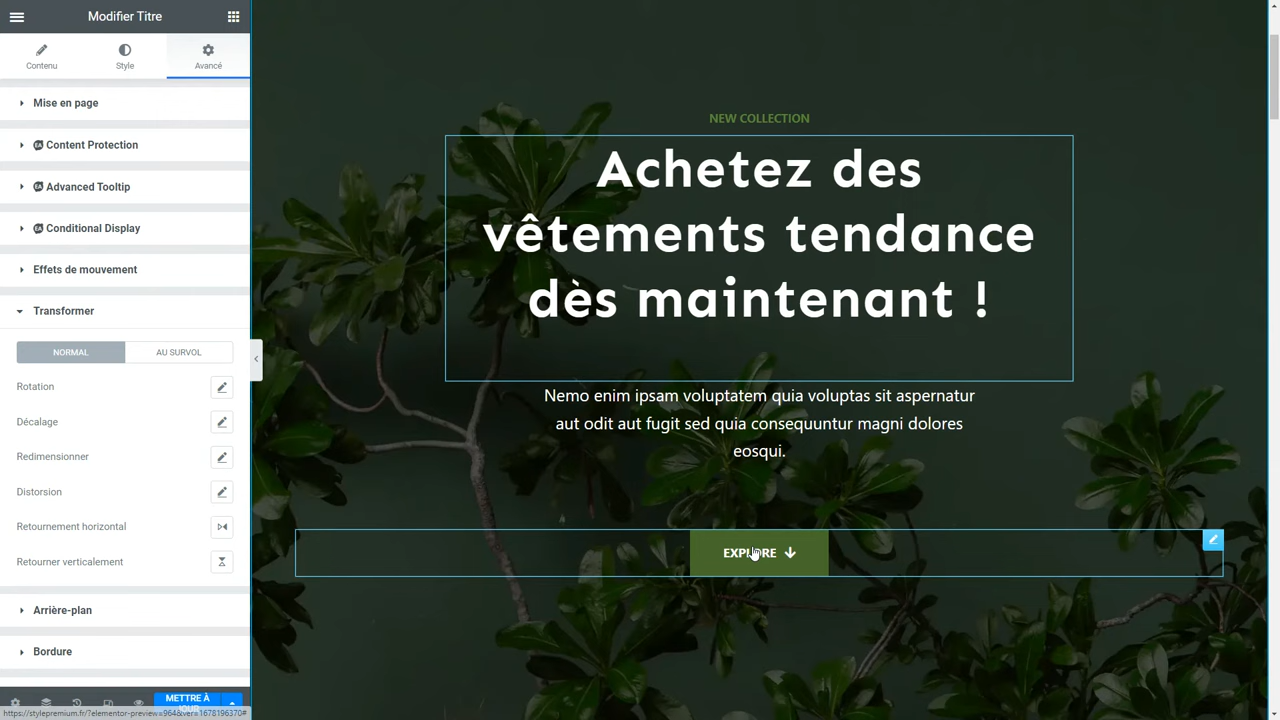 Modifier Titre
Contenu
Style
Avancé
Mise en page
Content Protection
Advanced Tooltip
Conditional Display
Effets de mouvement
Transformer
NORMAL
AU SURVOL
Rotation
Décalage
Redimensionner
Distorsion
Retournement horizontal
Retourner verticalement
Arrière-plan
Bordure
METTRE À
https://stylepremium.fr/?elementor-preview=964&ver=1678196370#
NEW COLLECTION
Achetez des
vêtements tendance
dès maintenant !
Nemo enim ipsam voluptatem quia voluptas sit aspernatur
aut odit aut fugit sed quia consequuntur magni dolores
eosqui.
EXPLORE